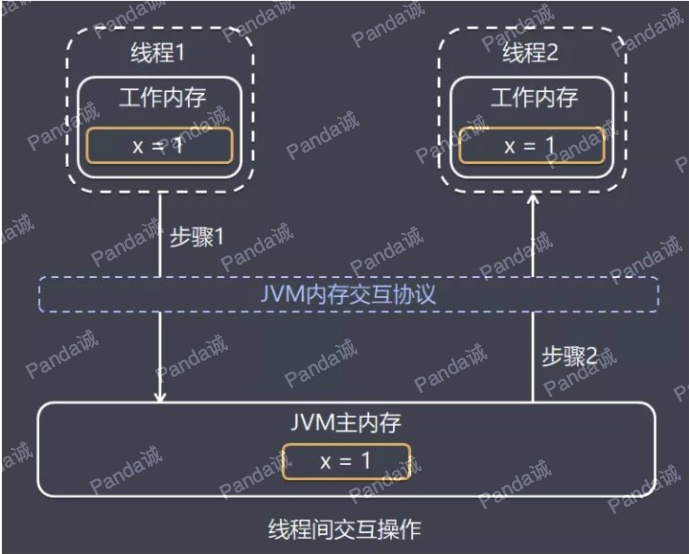 线程1
线程2
工作内存
工作内存
x = 1
x = 1
步骤1
JVM内存交互协议
步骤2
JVM主内存
x = 1
线程间交互操作
Panda诚